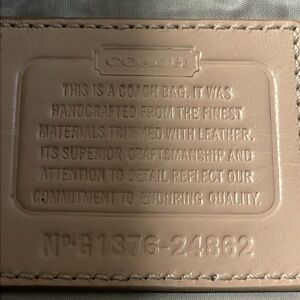 COACH
THIS IS A COACH BAG. IT WAS
HANDCRAFTED FROM THE FINEST
MATERIALS TRIMMED WITH LEATHER.
ITS SUPERIOR CRAFTSMANSHIP AND
ATTENTION TO DETAIL REFLECT OUR
COMMITMENT TO ENDURING QUALITY.
Nº G1376-24862